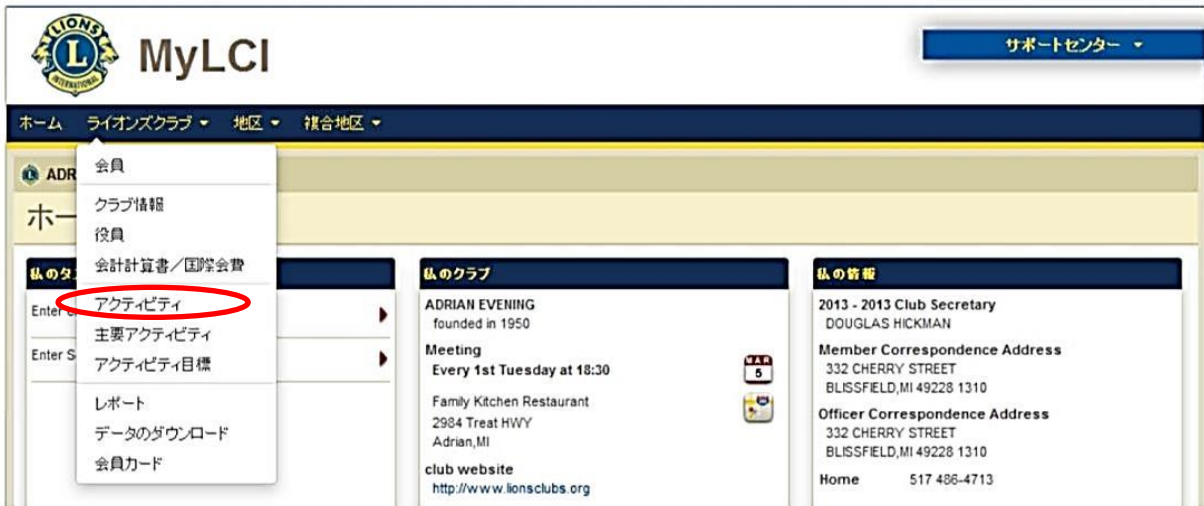 LIONS
L
INTERNATIONAL
MyLCI
サポートセンター
ホーム ライオンズクラブ 地区 複合地区
会員
クラブ情報
役員
会計計算書／国際会費
アクティビティ
主要アクティビティ
アクティビティ目標
レポート
データのダウンロード
会員カード
ADR
ホー
私のタ
Enter
Enter S
私のクラブ
ADRIAN EVENING
founded in 1950
Meeting
Every 1st Tuesday at 18:30
MAR
5
Family Kitchen Restaurant
2984 Treat HWY
Adrian,MI
club website
http://www.lionsclubs.org
私の情報
2013 - 2013 Club Secretary
DOUGLAS HICKMAN
Member Correspondence Address
332 CHERRY STREET
BLISSFIELD,MI 49228 1310
Officer Correspondence Address
332 CHERRY STREET
BLISSFIELD,MI 49228 1310
Home 517 486-4713